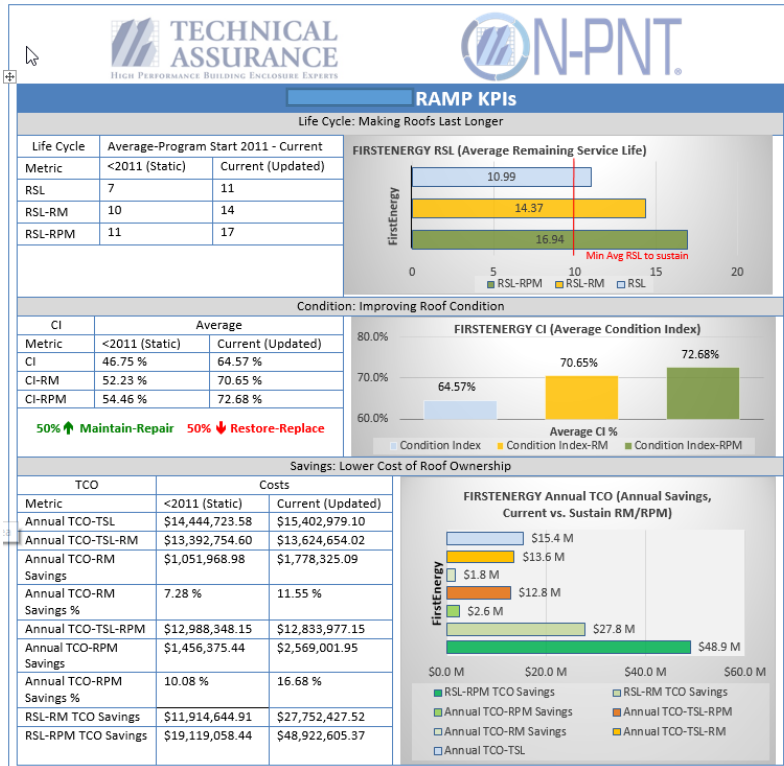 TECHNICAL
ASSURANCE
HIGH PERFORMANCE BUILDING ENCLOSURE EXPERTS
ON-PNT.
RAMP KPIs
Life Cycle: Making Roofs Last Longer
Life Cycle Average-Program Start 2011 - Current
Metric <2011 (Static) Current (Updated)
RSL 7 11
RSL-RM 10 14
RSL-RPM 11 17
FIRSTENERGY RSL (Average Remaining Service Life)
FirstEnergy
10.99
14.37
16.94
Min Avg RSL to sustain
0 5 10 15 20
RSL-RPM RSL-RM RSL
Condition: Improving Roof Condition
CI Average
Metric <2011 (Static) Current (Updated)
CI 46.75 % 64.57 %
CI-RM 52.23 % 70.65 %
CI-RPM 54.46 % 72.68 %
50% Maintain-Repair 50% Restore-Replace
FIRSTENERGY CI (Average Condition Index)
80.0%
70.0%
60.0%
64.57% 70.65% 72.68%
Average CI %
Condition Index Condition Index-RM Condition Index-RPM
Savings: Lower Cost of Roof Ownership
TCO Costs
Metric <2011 (Static) Current (Updated)
Annual TCO-TSL $14,444,723.58 $15,402,979.10
Annual TCO-TSL-RM $13,392,754.60 $13,624,654.02
Annual TCO-RM $1,051,968.98 $1,778,325.09
Savings
Annual TCO-RM 7.28 % 11.55 %
Savings %
Annual TCO-TSL-RPM $12,988,348.15 $12,833,977.15
Annual TCO-RPM $1,456,375.44 $2,569,001.95
Savings
Annual TCO-RPM 10.08 % 16.68 %
Savings %
RSL-RM TCO Savings $11,914,644.91 $27,752,427.52
RSL-RPM TCO Savings $19,119,058.44 $48,922,605.37
FIRSTENERGY Annual TCO (Annual Savings,
Current vs. Sustain RM/RPM)
FirstEnergy
$15.4 M
$13.6 M
$1.8 M
$12.8 M
$2.6 M
$27.8 M
$48.9 M
$0.0 M $20.0 M $40.0 M $60.0 M
RSL-RPM TCO Savings RSL-RM TCO Savings
Annual TCO-RPM Savings Annual TCO-TSL-RPM
Annual TCO-RM Savings Annual TCO-TSL-RM
Annual TCO-TSL